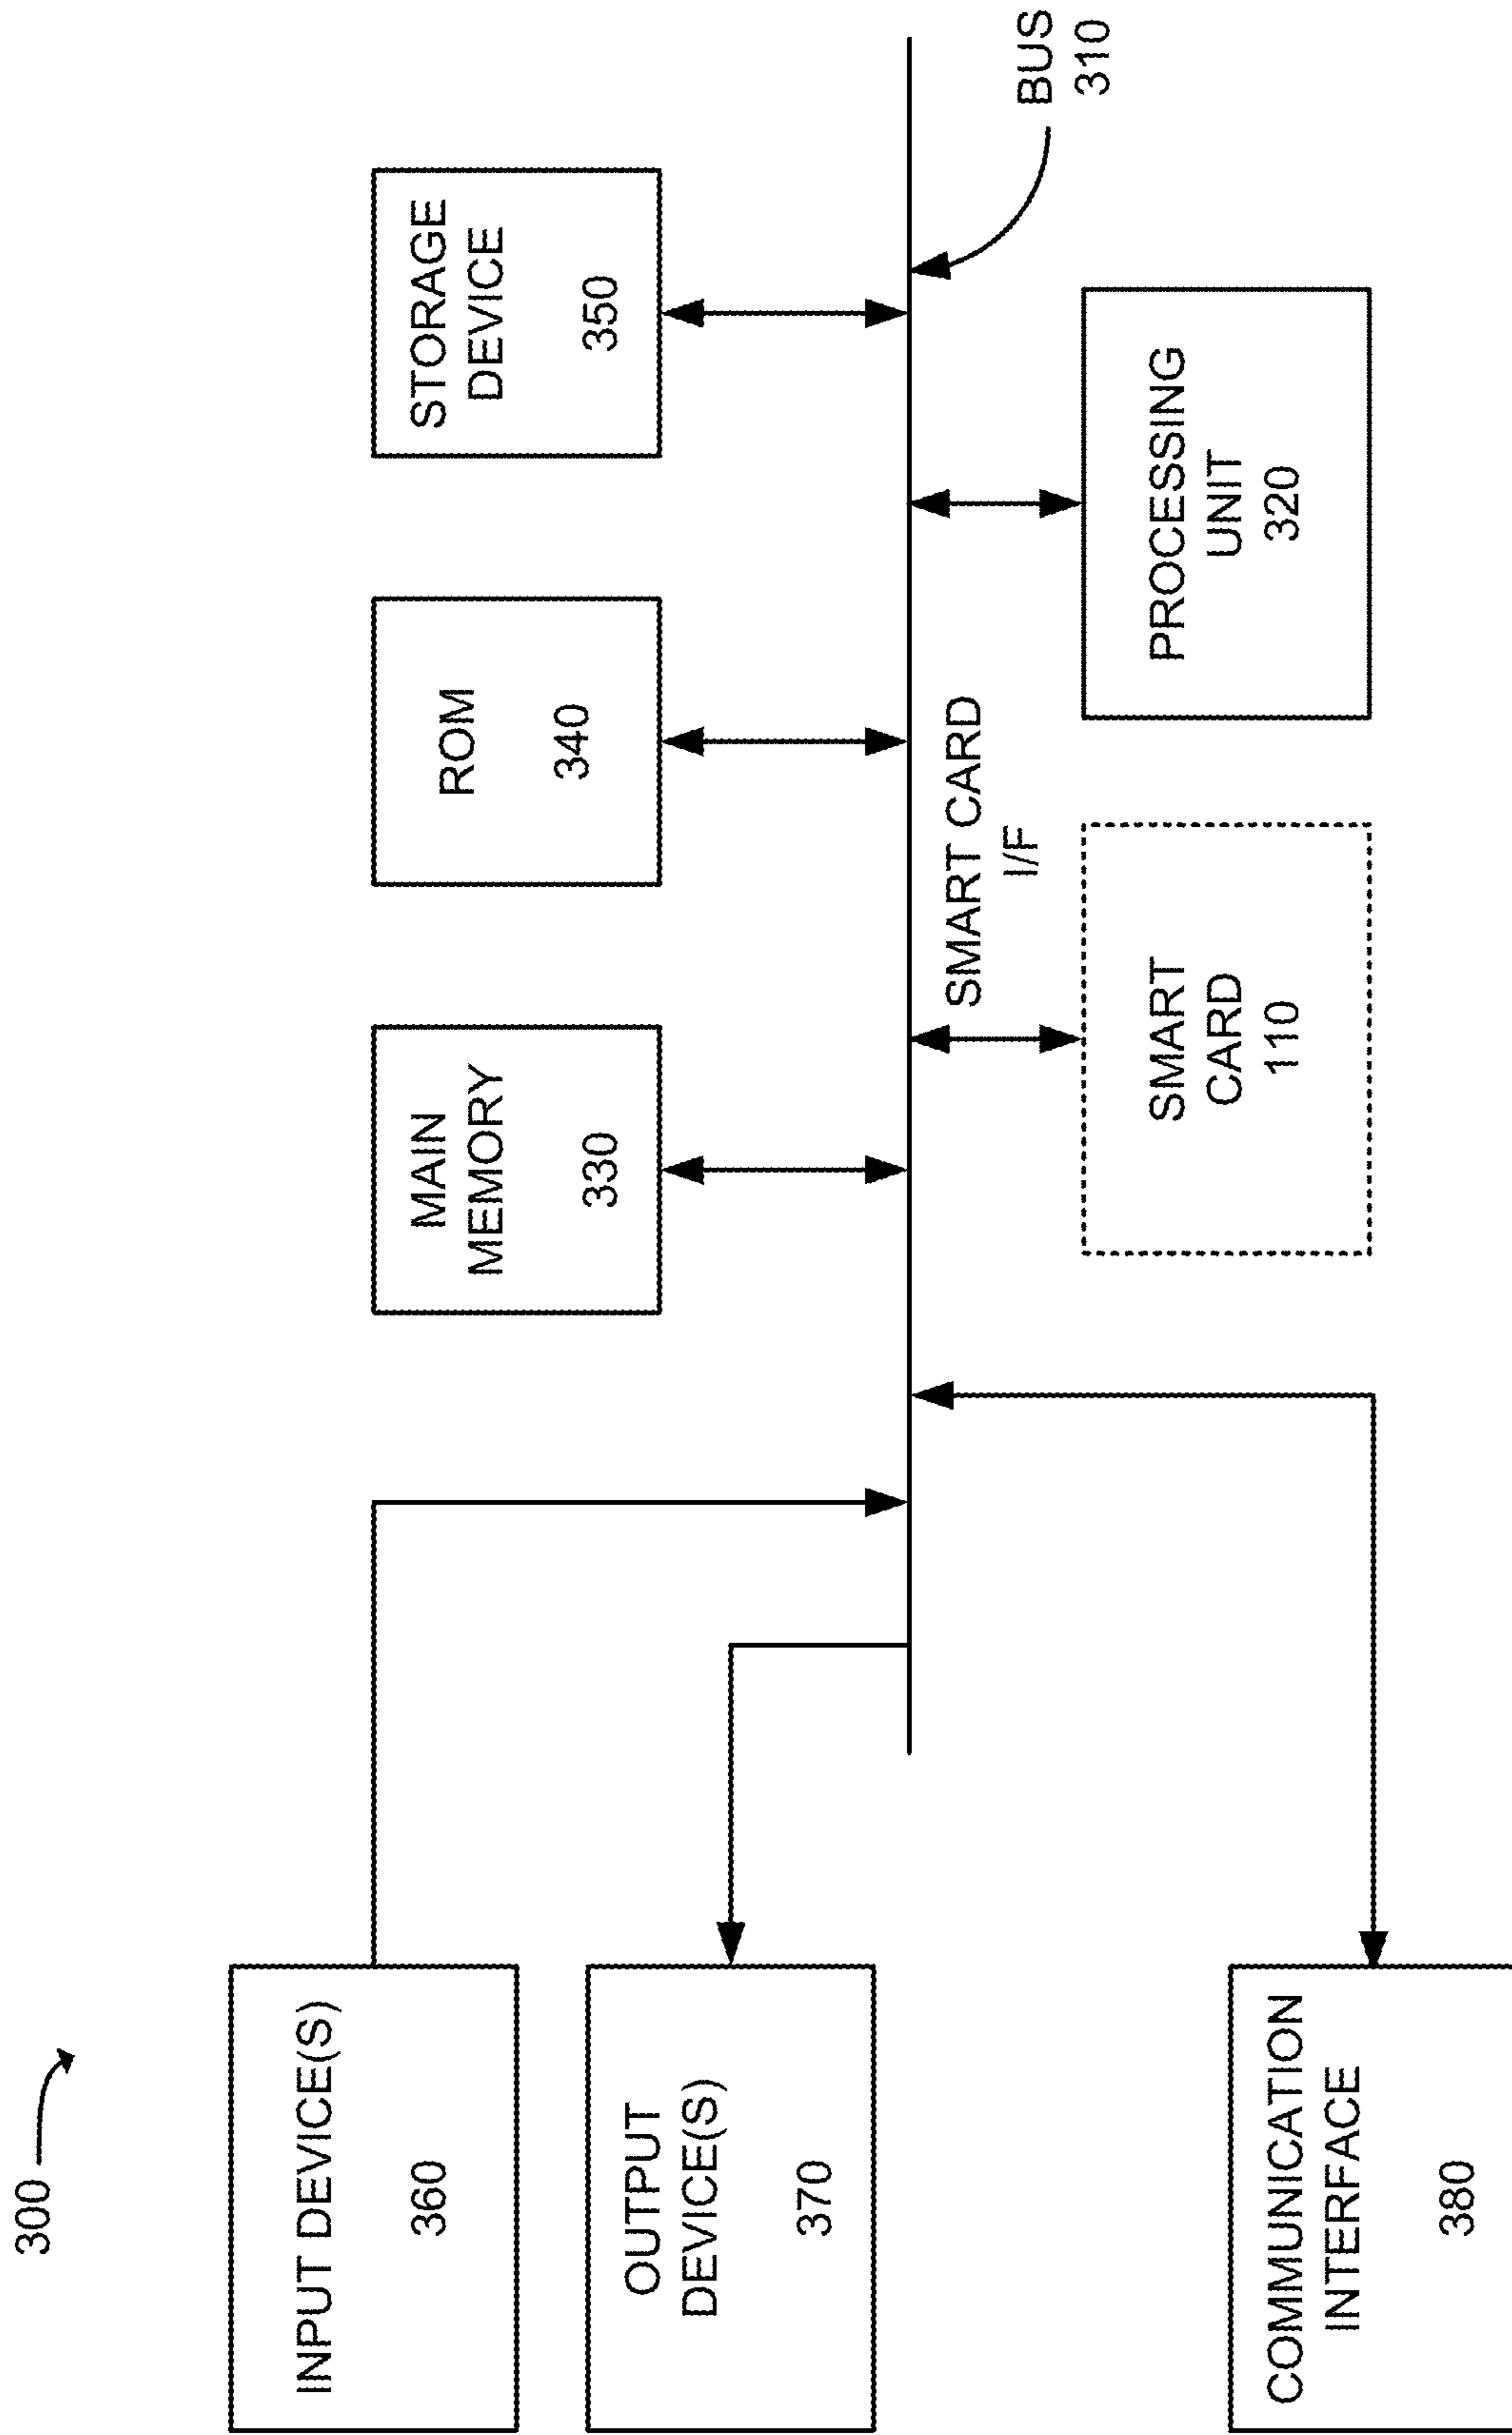 300
INPUT DEVICE(S)
360
OUTPUT
DEVICE(S)
370
COMMUNICATION
INTERFACE
380
MAIN
MEMORY
330
ROM
340
STORAGE
DEVICE
350
SMART CARD
I/F
SMART
CARD
110
PROCESSING
UNIT
320
BUS
310